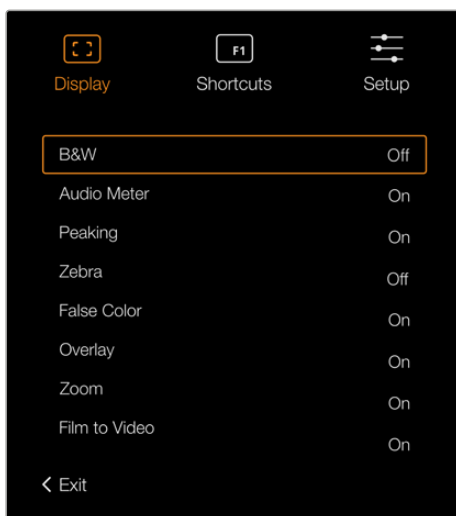 F1
Display Shortcuts Setup
B&W Off
Audio Meter On
Peaking On
Zebra Off
False Color On
Overlay On
Zoom On
Film to Video On
Exit